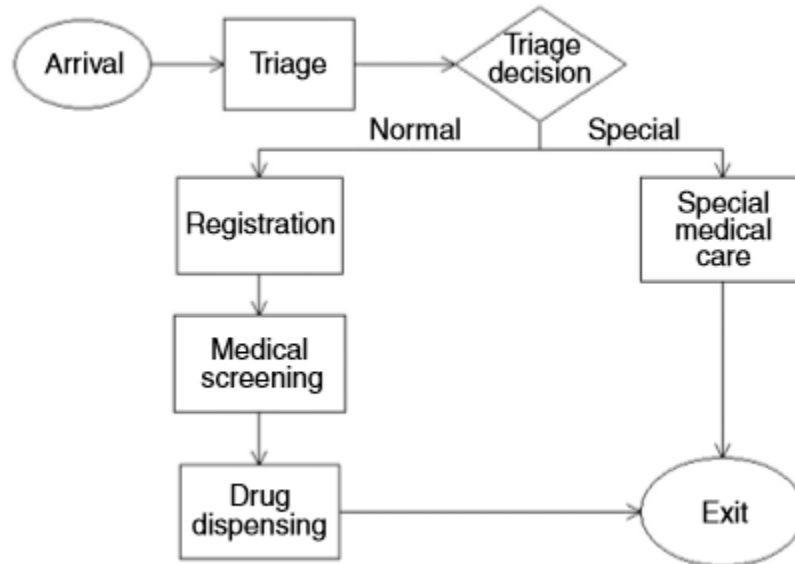 Arrival
Triage
Triage
decision
Normal
Special
Registration
Special
medical
care
Medical
screening
Drug
dispensing
Exit